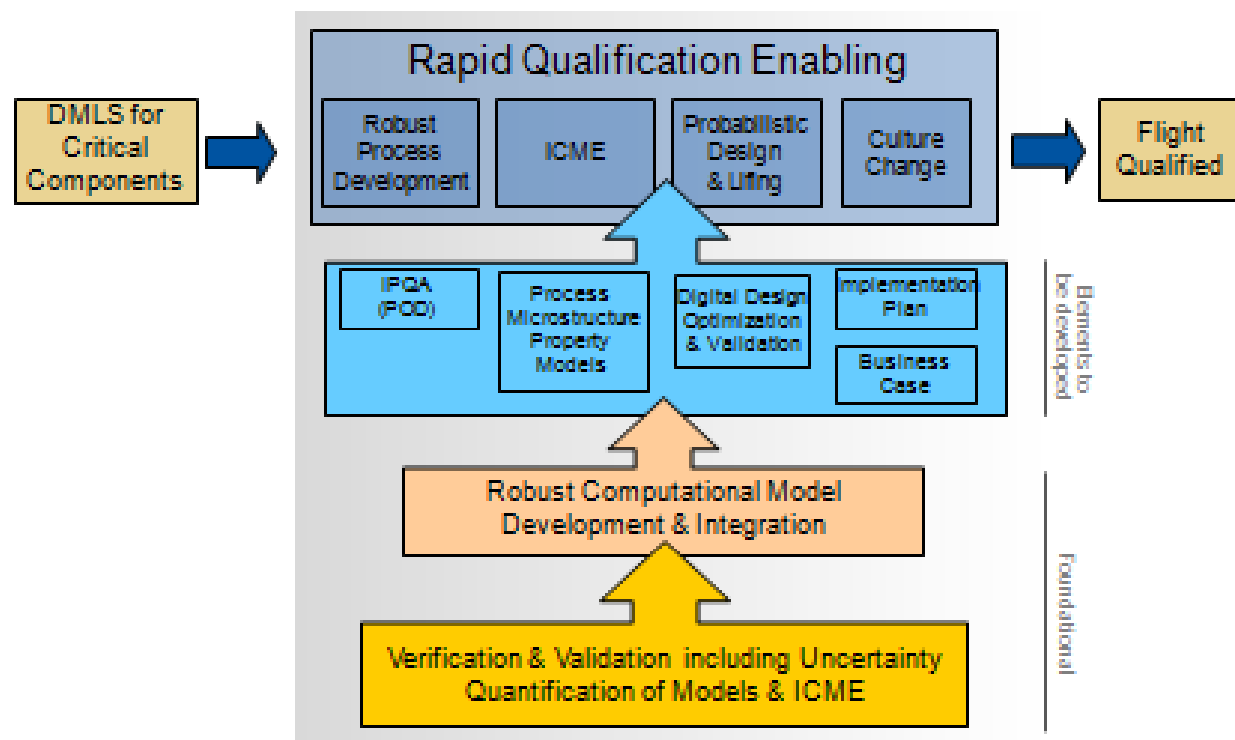 Rapid Qualification Enabling
DMLS for
Critical
Components
Robust
Process
Development
ICME
Probabilistic
Design
& Lifing
Culture
Change
Flight
Qualified
IPQA
(POD)
Process
Microstructure
Property
Models
Digital Design
Optimization
& Validation
Implementation
Plan
Business
Case
Elements to
be developed
Robust Computational Model
Development & Integration
Foundational
Verification & Validation including Uncertainty
Quantification of Models & ICME